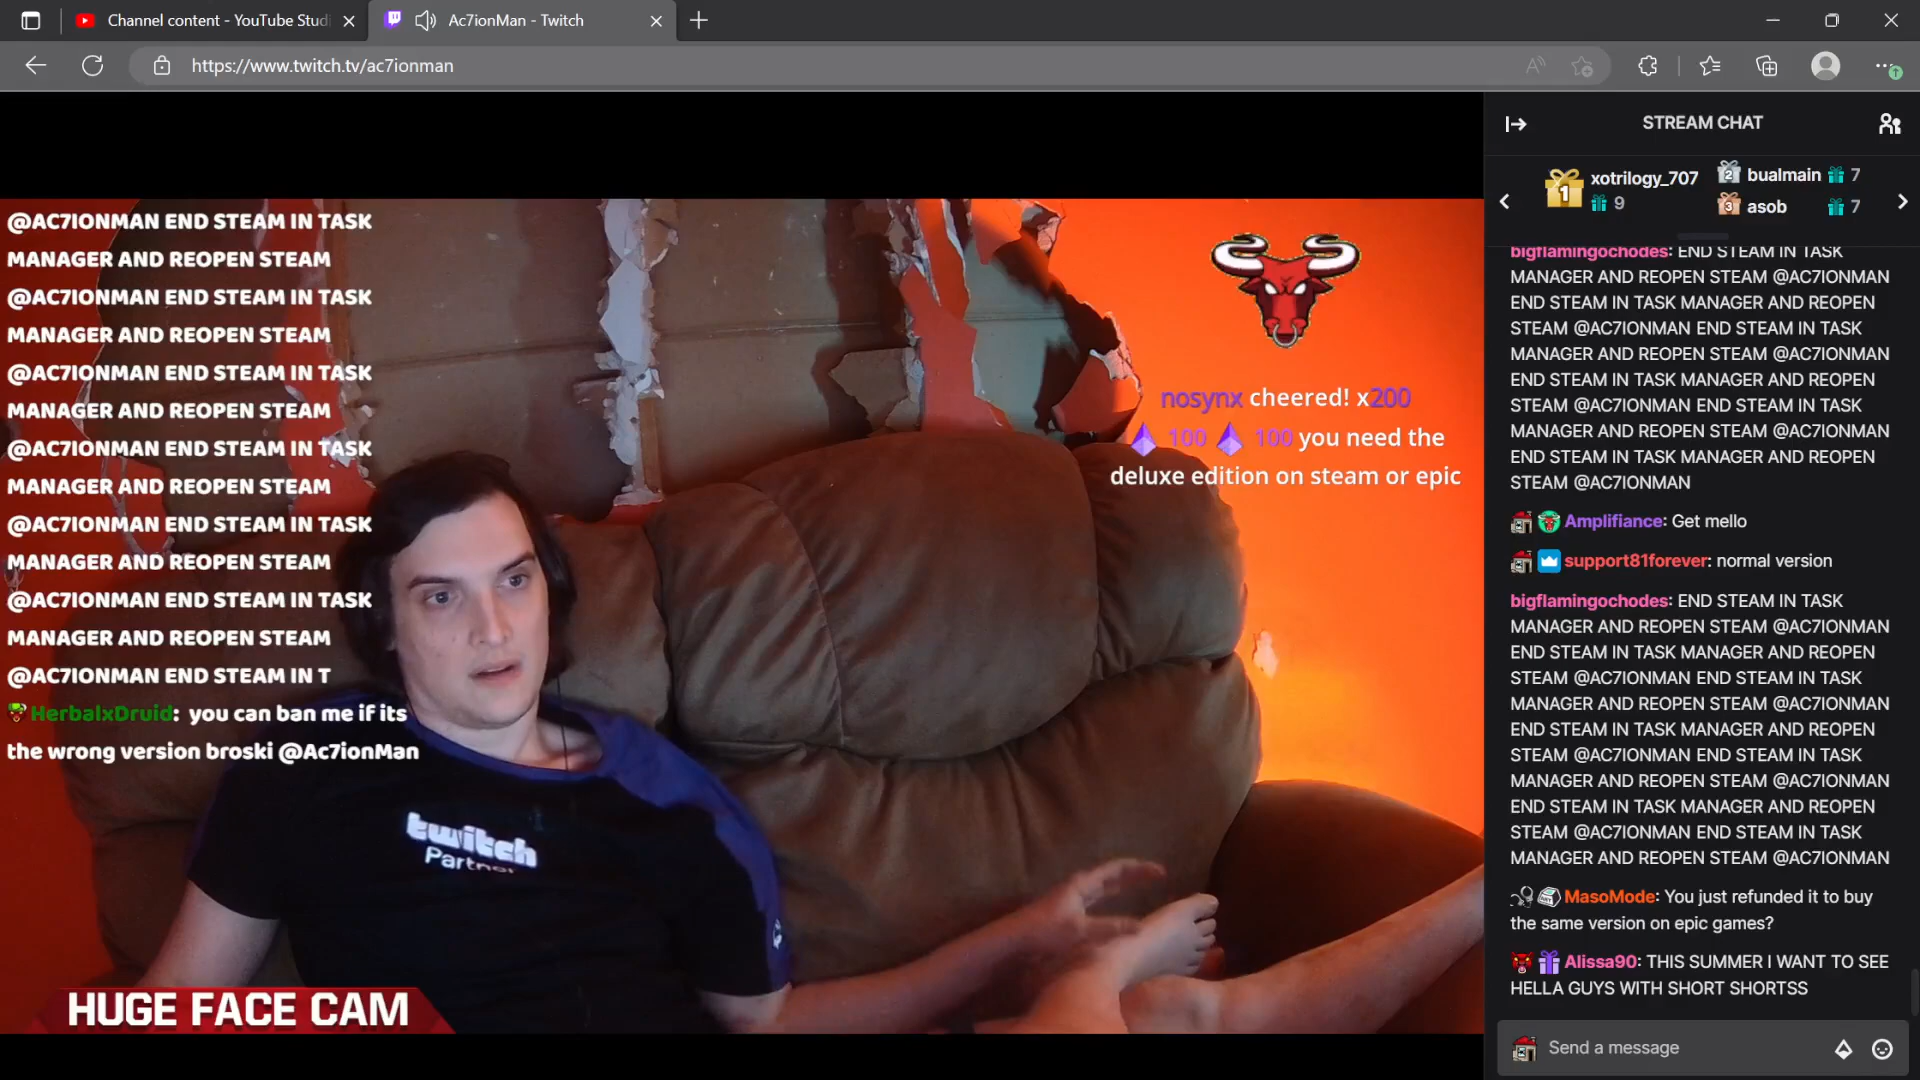 Channel content - YouTube Studi
Ac7ionMan - Twitch
https://www.twitch.tv/ac7ionman
@AC7IONMAN END STEAM IN TASK
MANAGER AND REOPEN STEAM
@AC7IONMAN END STEAM IN TASK
MANAGER AND REOPEN STEAM
@AC7IONMAN END STEAM IN TASK
MANAGER AND REOPEN STEAM
@AC7IONMAN END STEAM IN TASK
MANAGER AND REOPEN STEAM
@AC7IONMAN END STEAM IN TASK
MANAGER AND REOPEN STEAM
@AC7IONMAN END STEAM IN TASK
MANAGER AND REOPEN STEAM
@AC7IONMAN END STEAM IN T
HerbalxDruid: you can ban me if its
the wrong version broski @Ac7ionMan
nosynx cheered! x200
100 100 you need the
deluxe edition on steam or epic
twitch
Partner
HUGE FACE CAM
STREAM CHAT
1 xotrilogy_707
9
2 bualmain 7
3 asob 7
bigflamingochodes: END STEAM IN TASK
MANAGER AND REOPEN STEAM @AC7IONMAN
END STEAM IN TASK MANAGER AND REOPEN
STEAM @AC7IONMAN END STEAM IN TASK
MANAGER AND REOPEN STEAM @AC7IONMAN
END STEAM IN TASK MANAGER AND REOPEN
STEAM @AC7IONMAN END STEAM IN TASK
MANAGER AND REOPEN STEAM @AC7IONMAN
END STEAM IN TASK MANAGER AND REOPEN
STEAM @AC7IONMAN
Amplifiance: Get mello
support81forever: normal version
bigflamingochodes: END STEAM IN TASK
MANAGER AND REOPEN STEAM @AC7IONMAN
END STEAM IN TASK MANAGER AND REOPEN
STEAM @AC7IONMAN END STEAM IN TASK
MANAGER AND REOPEN STEAM @AC7IONMAN
END STEAM IN TASK MANAGER AND REOPEN
STEAM @AC7IONMAN END STEAM IN TASK
MANAGER AND REOPEN STEAM @AC7IONMAN
END STEAM IN TASK MANAGER AND REOPEN
STEAM @AC7IONMAN END STEAM IN TASK
MANAGER AND REOPEN STEAM @AC7IONMAN
MasoMode: You just refunded it to buy
the same version on epic games?
Alissa90: THIS SUMMER I WANT TO SEE
HELLA GUYS WITH SHORT SHORTSS
Send a message